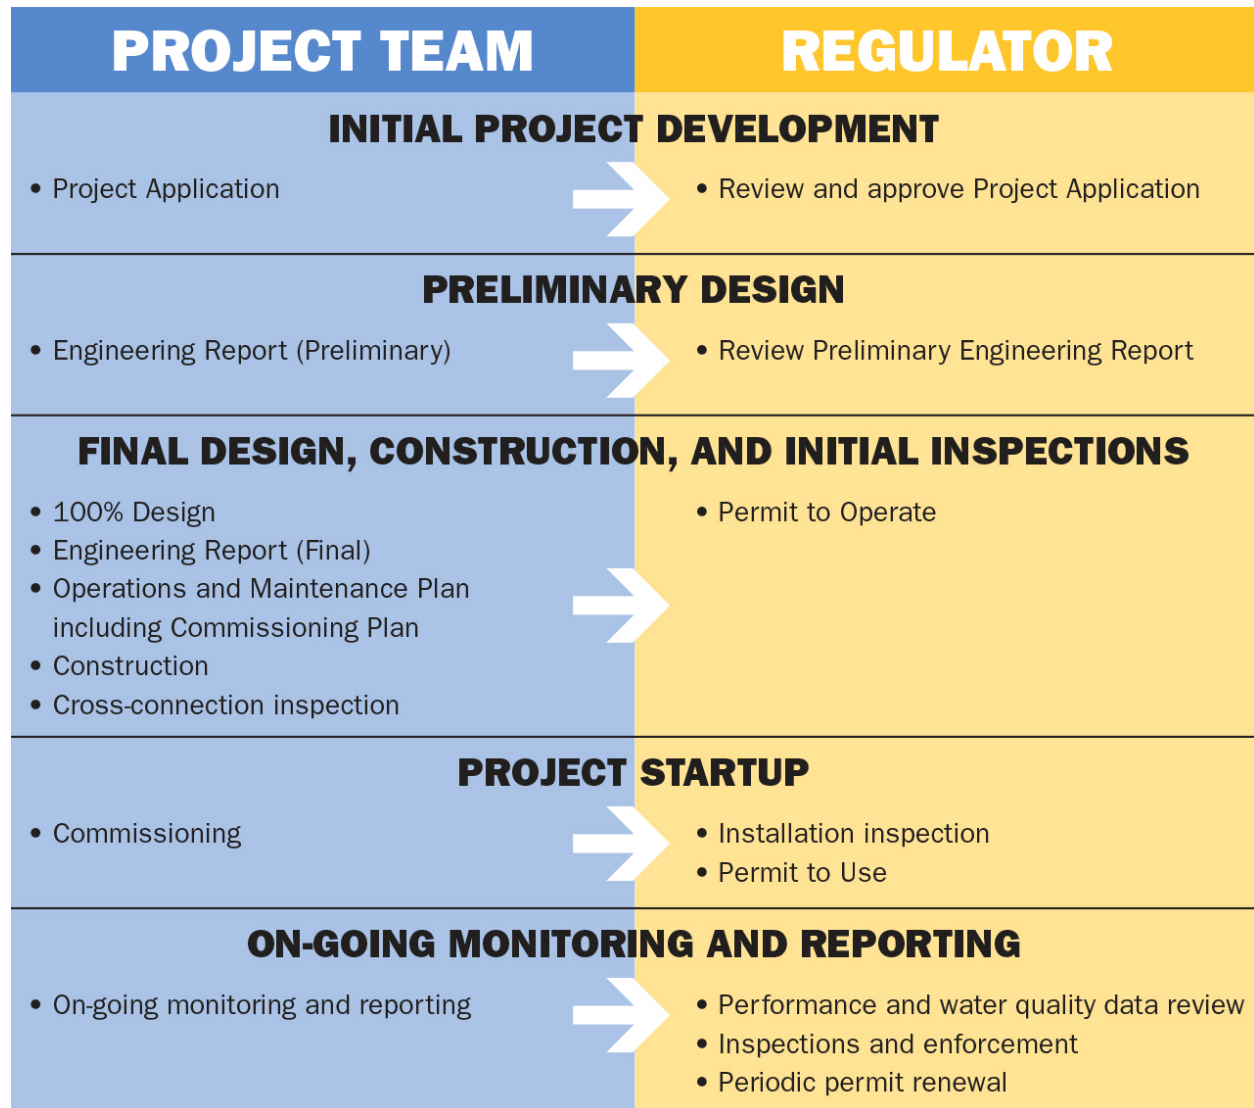 PROJECT TEAM
REGULATOR
INITIAL PROJECT DEVELOPMENT
• Project Application
• Review and approve Project Application
PRELIMINARY DESIGN
• Engineering Report (Preliminary)
• Review Preliminary Engineering Report
FINAL DESIGN, CONSTRUCTION, AND INITIAL INSPECTIONS
• 100% Design
• Engineering Report (Final)
• Operations and Maintenance Plan
including Commissioning Plan
• Construction
• Cross-connection inspection
• Permit to Operate
PROJECT STARTUP
• Commissioning
• Installation inspection
• Permit to Use
ON-GOING MONITORING AND REPORTING
• On-going monitoring and reporting
• Performance and water quality data review
• Inspections and enforcement
• Periodic permit renewal